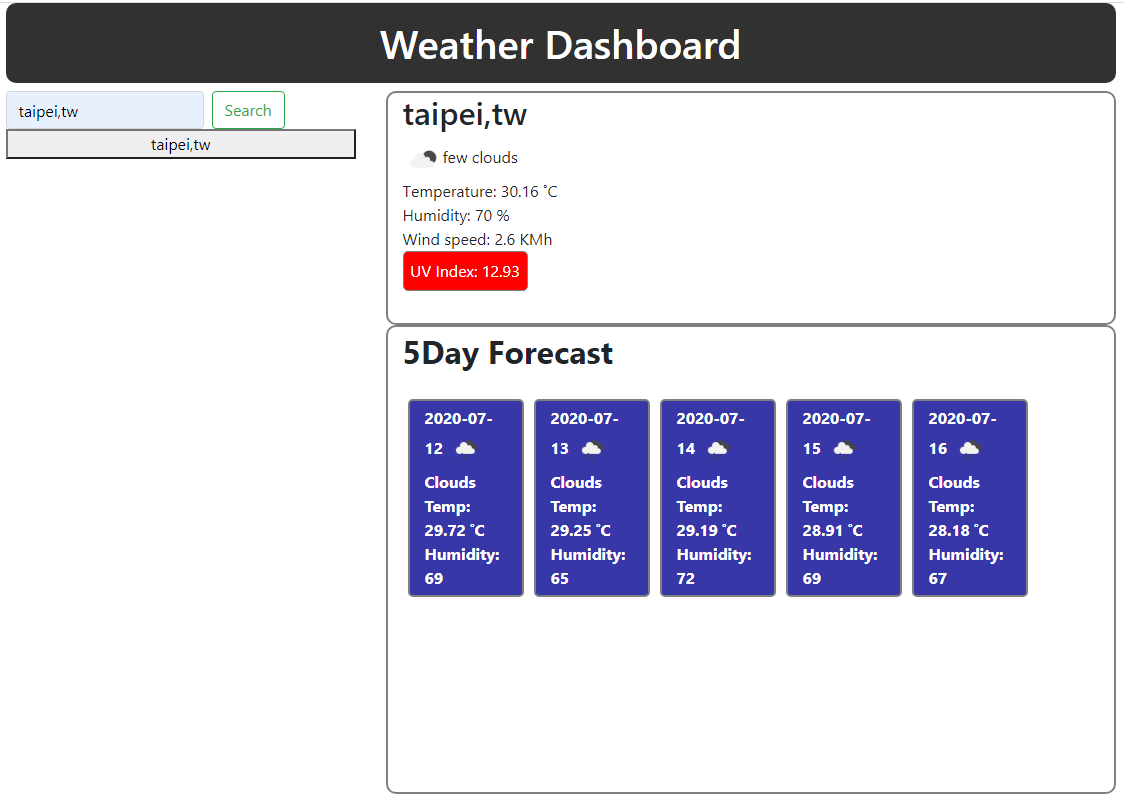 Weather Dashboard
taipei,tw
Search
taipei,tw
taipei,tw
few clouds
Temperature: 30.16 ˚C
Humidity: 70 %
Wind speed: 2.6 KMh
UV Index: 12.93
5Day Forecast
2020-07-
12
Clouds
Temp:
29.72 ˚C
Humidity:
69
2020-07-
13
Clouds
Temp:
29.25 ˚C
Humidity:
65
2020-07-
14
Clouds
Temp:
29.19 ˚C
Humidity:
72
2020-07-
15
Clouds
Temp:
28.91 ˚C
Humidity:
69
2020-07-
16
Clouds
Temp:
28.18 ˚C
Humidity:
67